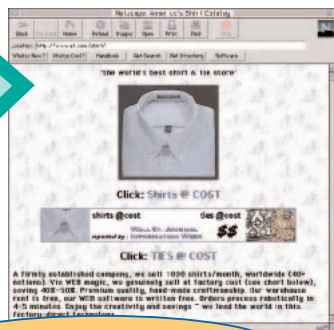 Netscape: America's Shirt Catalog
Back Forward Home Reload Images Open Print Find Stop
What's New? What's Cool? Handbook Net Search Net Directory Software
"the world's best shirt & tie store"
Click: Shirts @ COST
shirts @cost ties @cost
WALL ST. JOURNAL
reported by: INFORMATION WEEK
$$
Click: TIES @ COST
A firmly established company, we sell 1000 shirts/month, worldwide (40+
nations). Via WEB magic, we genuinely sell at factory cost (see chart below),
saving 40%-50%. Premium quality, hand-made craftmanship. Our warehouse
rent is free, our WEB software is written free. Orders process robotically in
4-5 minutes. Enjoy the creativity and savings ~ we lead the world in this
factory-direct technology.